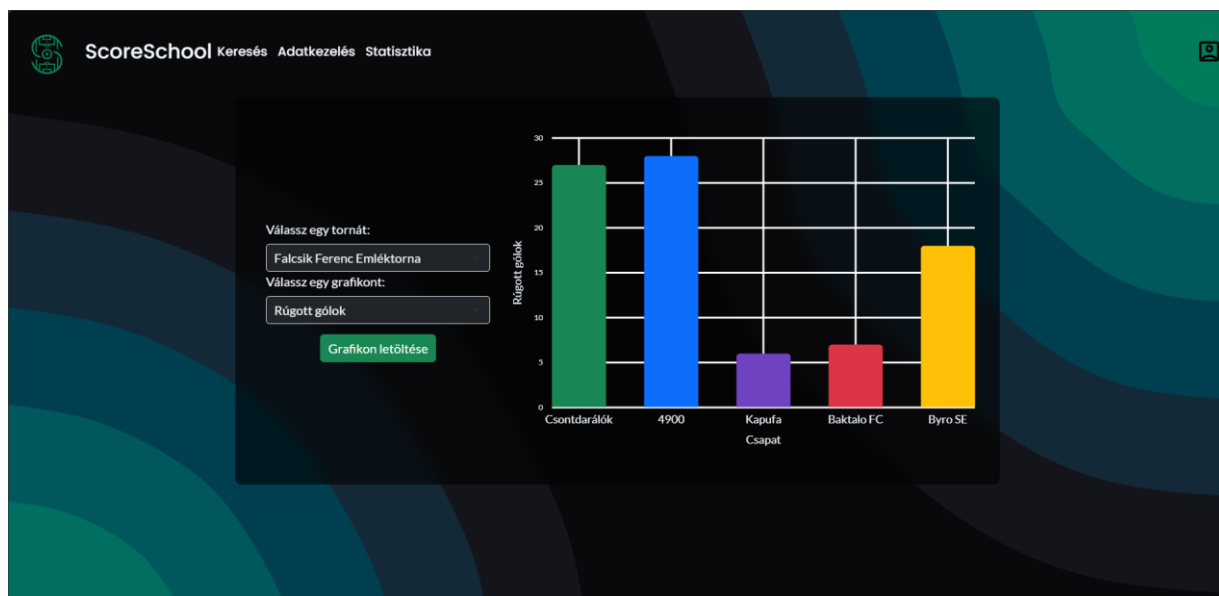 ScoreSchool Keresés Adatkezelés Statisztika
Válassz egy tornát:
Falcsik Ferenc Emléktorna
Válassz egy grafikont:
Rúgott gólok
Grafikon letöltése
Rúgott gólok
30
25
20
15
10
5
0
Csontdarálók 4900 Kapufa Baktalo FC Byro SE
Csapat